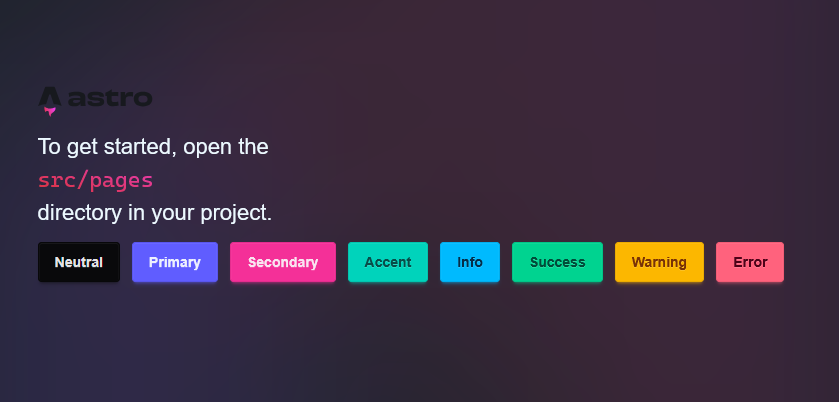 astro
To get started, open the
src/pages
directory in your project.
Neutral Primary Secondary Accent Info Success Warning Error